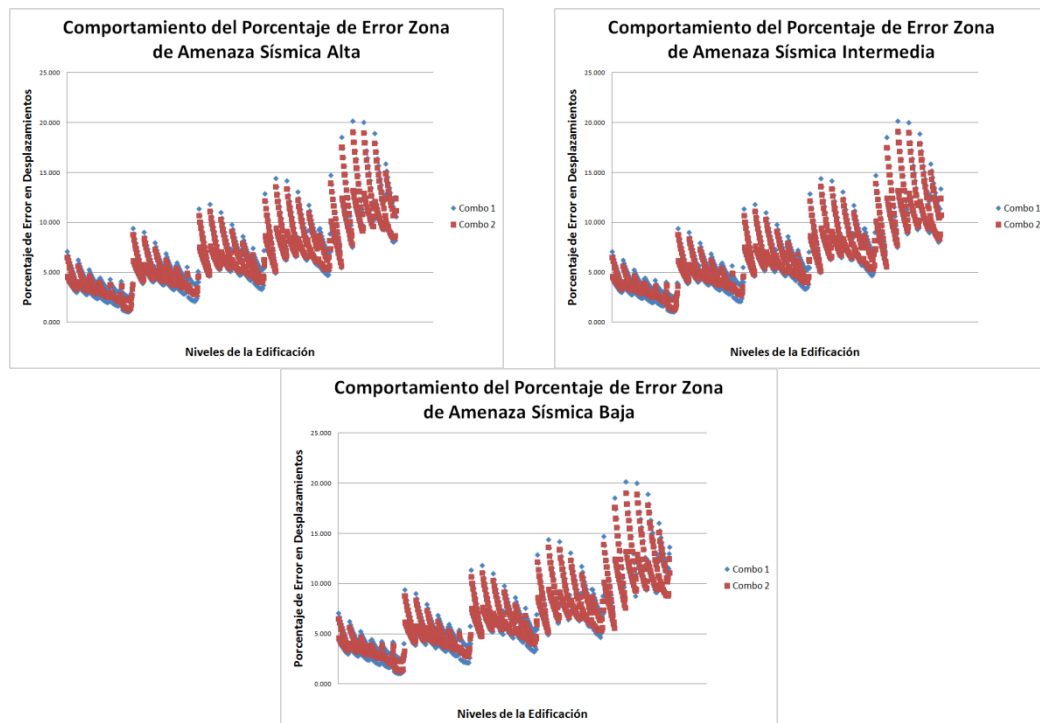 Comportamiento del Porcentaje de Error Zona
de Amenaza Sísmica Alta
Porcentaje de Error en Desplazamientos
25.000
20.000
15.000
10.000
5.000
0.000
Combo 1
Combo 2
Niveles de la Edificación
Comportamiento del Porcentaje de Error Zona
de Amenaza Sísmica Intermedia
Porcentaje de Error en Desplazamientos
25.000
20.000
15.000
10.000
5.000
0.000
Combo 1
Combo 2
Niveles de la Edificación
Comportamiento del Porcentaje de Error Zona
de Amenaza Sísmica Baja
Porcentaje de Error en Desplazamientos
25.000
20.000
15.000
10.000
5.000
0.000
Combo 1
Combo 2
Niveles de la Edificación